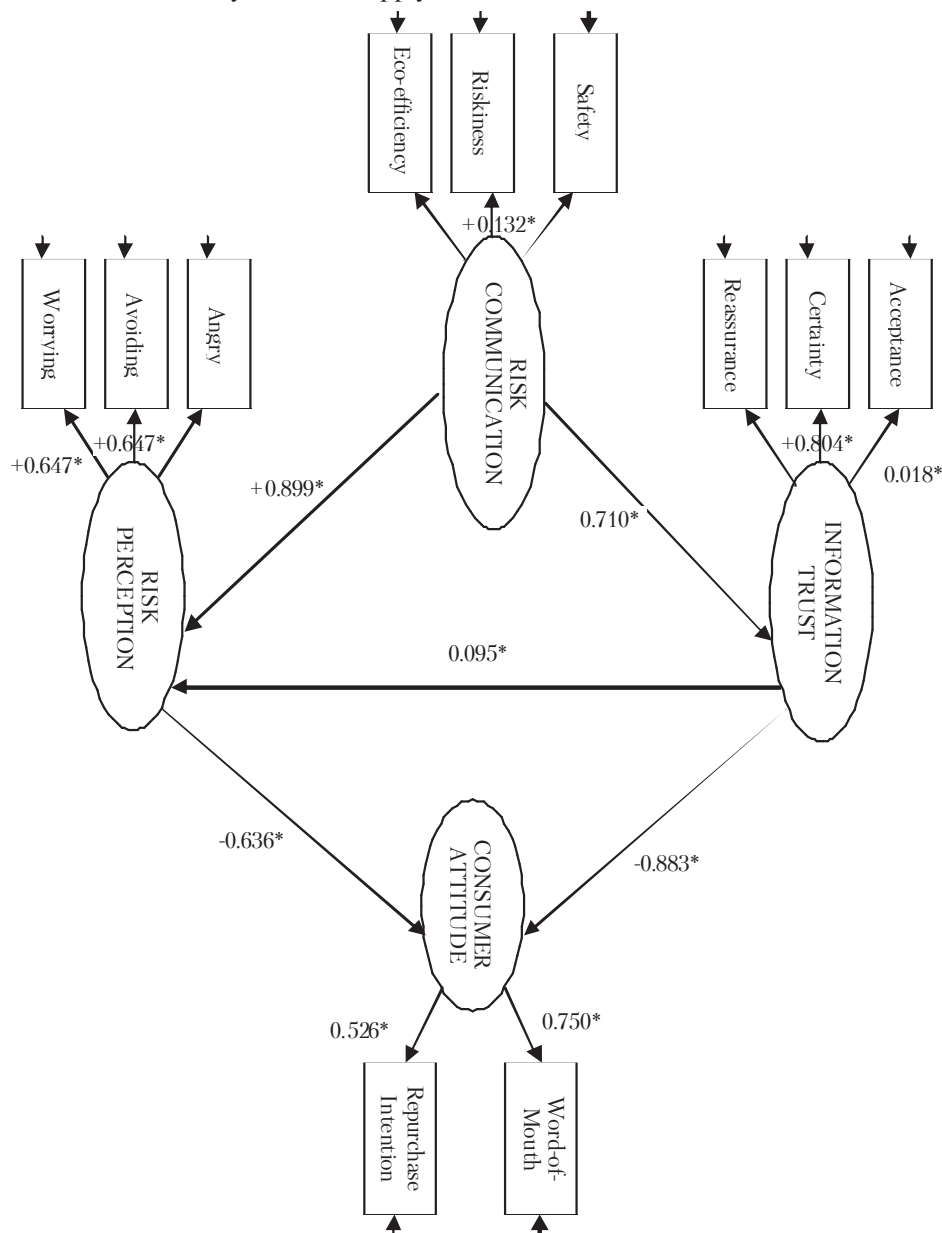 Eco-efficiency
Riskiness
Safety
+0.132*
Worrying
Avoiding
Angry
Reassurance
Certainty
Acceptance
RISK
COMMUNICATION
+0.647*
+0.647*
+0.804*
0.018*
+0.899*
0.710*
RISK
PERCEPTION
INFORMATION
TRUST
0.095*
-0.636*
-0.883*
CONSUMER
ATTITUDE
0.526*
0.750*
Repurchase
Intention
Word-of-
Mouth